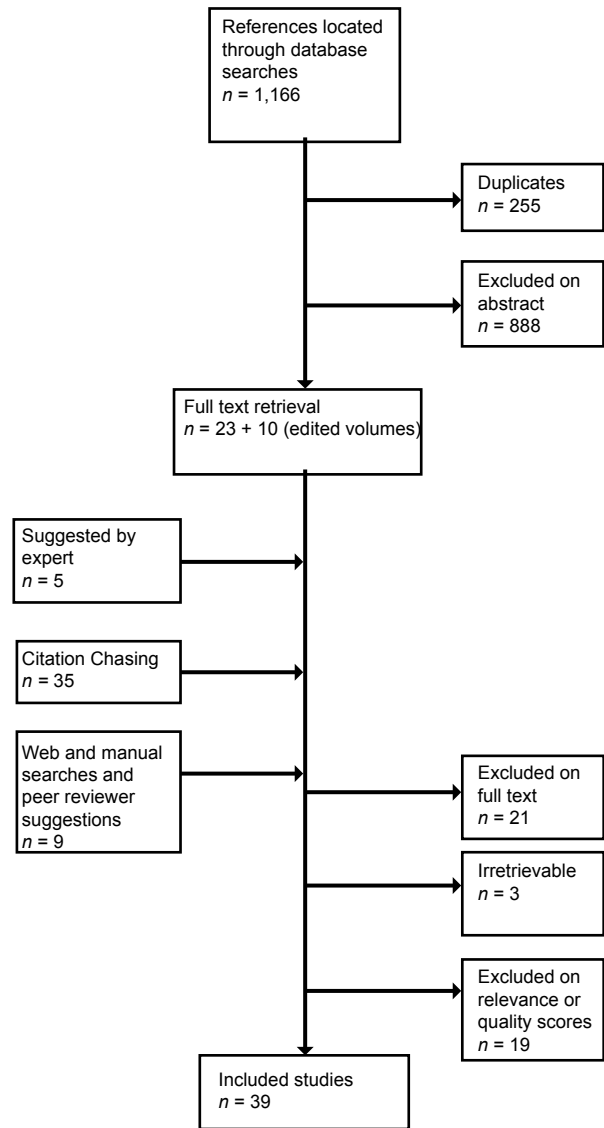 References located
through database
searches
n = 1,166
Duplicates
n = 255
Excluded on
abstract
n = 888
Full text retrieval
n = 23 + 10 (edited volumes)
Suggested by
expert
n = 5
Citation Chasing
n = 35
Web and manual
searches and
peer reviewer
suggestions
n = 9
Excluded on
full text
n = 21
Irretrievable
n = 3
Excluded on
relevance or
quality scores
n = 19
Included studies
n = 39